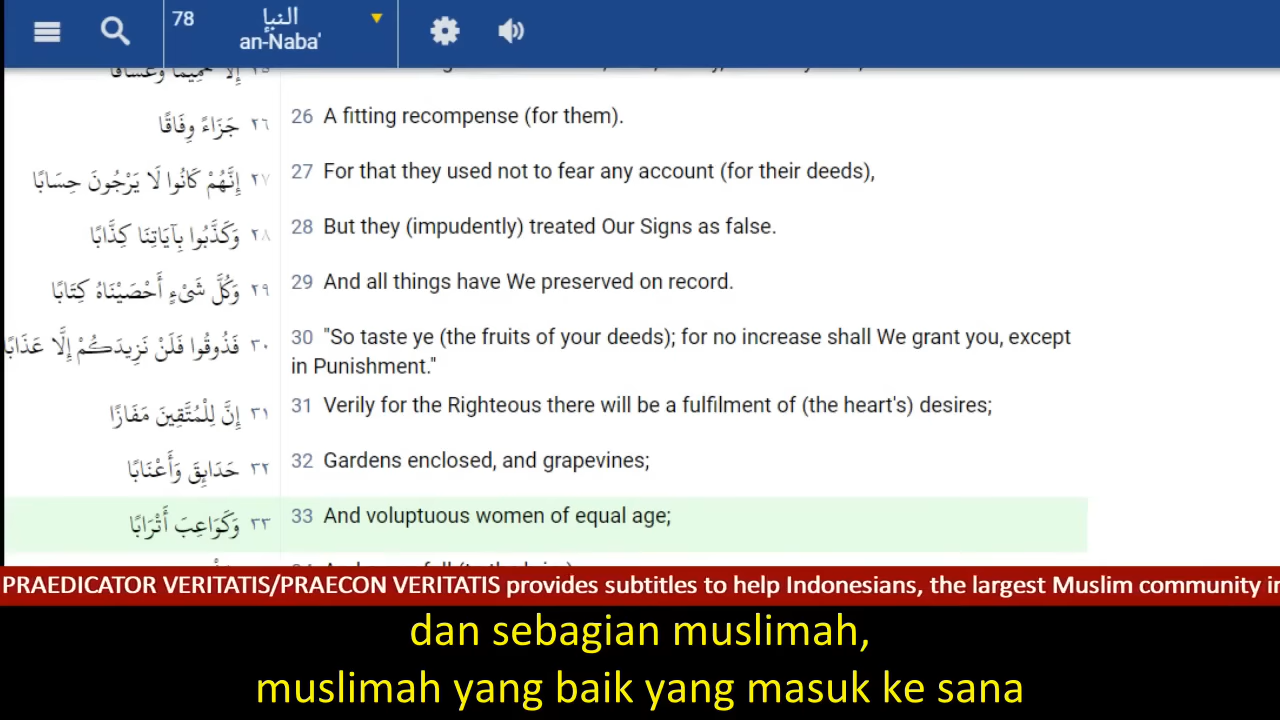 78
النبإ
an-Naba'
26 A fitting recompense (for them).
جَزَاءً وِفَاقًا ٢٦
27 For that they used not to fear any account (for their deeds),
إِنَّهُمْ كَانُوا لَا يَرْجُونَ حِسَابًا ٢٧
28 But they (impudently) treated Our Signs as false.
وَكَذَّبُوا بِآيَاتِنَا كِذَّابًا ٢٨
29 And all things have We preserved on record.
وَكُلَّ شَيْءٍ أَحْصَيْنَاهُ كِتَابًا ٢٩
30 "So taste ye (the fruits of your deeds); for no increase shall We grant you, except
in Punishment."
فَذُوقُوا فَلَنْ نَزِيدَكُمْ إِلَّا عَذَابًا ٣٠
31 Verily for the Righteous there will be a fulfilment of (the heart's) desires;
إِنَّ لِلْمُتَّقِينَ مَفَازًا ٣١
32 Gardens enclosed, and grapevines;
حَدَائِقَ وَأَعْنَابًا ٣٢
33 And voluptuous women of equal age;
وَكَوَاعِبَ أَتْرَابًا ٣٣
PRAEDICATOR VERITATIS/PRAECON VERITATIS provides subtitles to help Indonesians, the largest Muslim community in
dan sebagian muslimah,
muslimah yang baik yang masuk ke sana